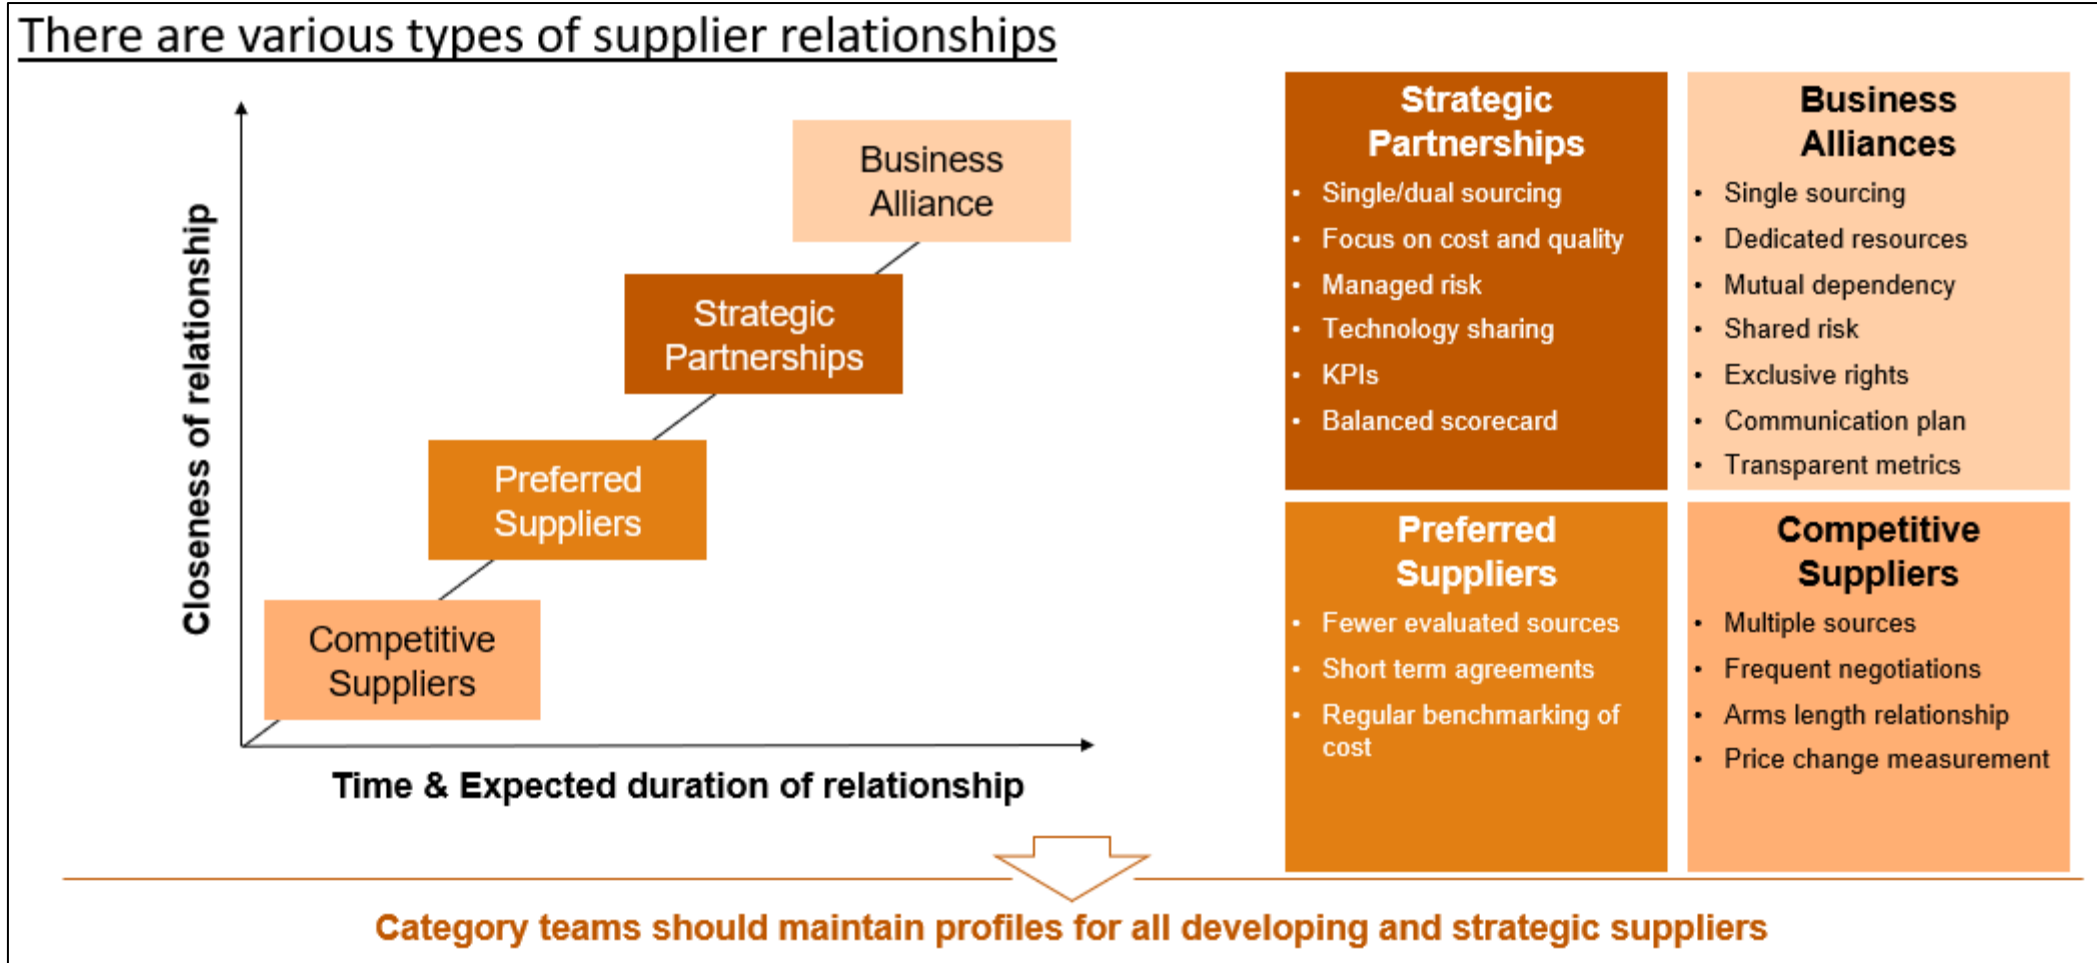 There are various types of supplier relationships
Closeness of relationship
Business
Alliance
Strategic
Partnerships
Preferred
Suppliers
Competitive
Suppliers
Time & Expected duration of relationship
Strategic
Partnerships
• Single/dual sourcing
• Focus on cost and quality
• Managed risk
• Technology sharing
• KPIs
• Balanced scorecard
Business
Alliances
• Single sourcing
• Dedicated resources
• Mutual dependency
• Shared risk
• Exclusive rights
• Communication plan
• Transparent metrics
Preferred
Suppliers
• Fewer evaluated sources
• Short term agreements
• Regular benchmarking of
cost
Competitive
Suppliers
• Multiple sources
• Frequent negotiations
• Arms length relationship
• Price change measurement
Category teams should maintain profiles for all developing and strategic suppliers